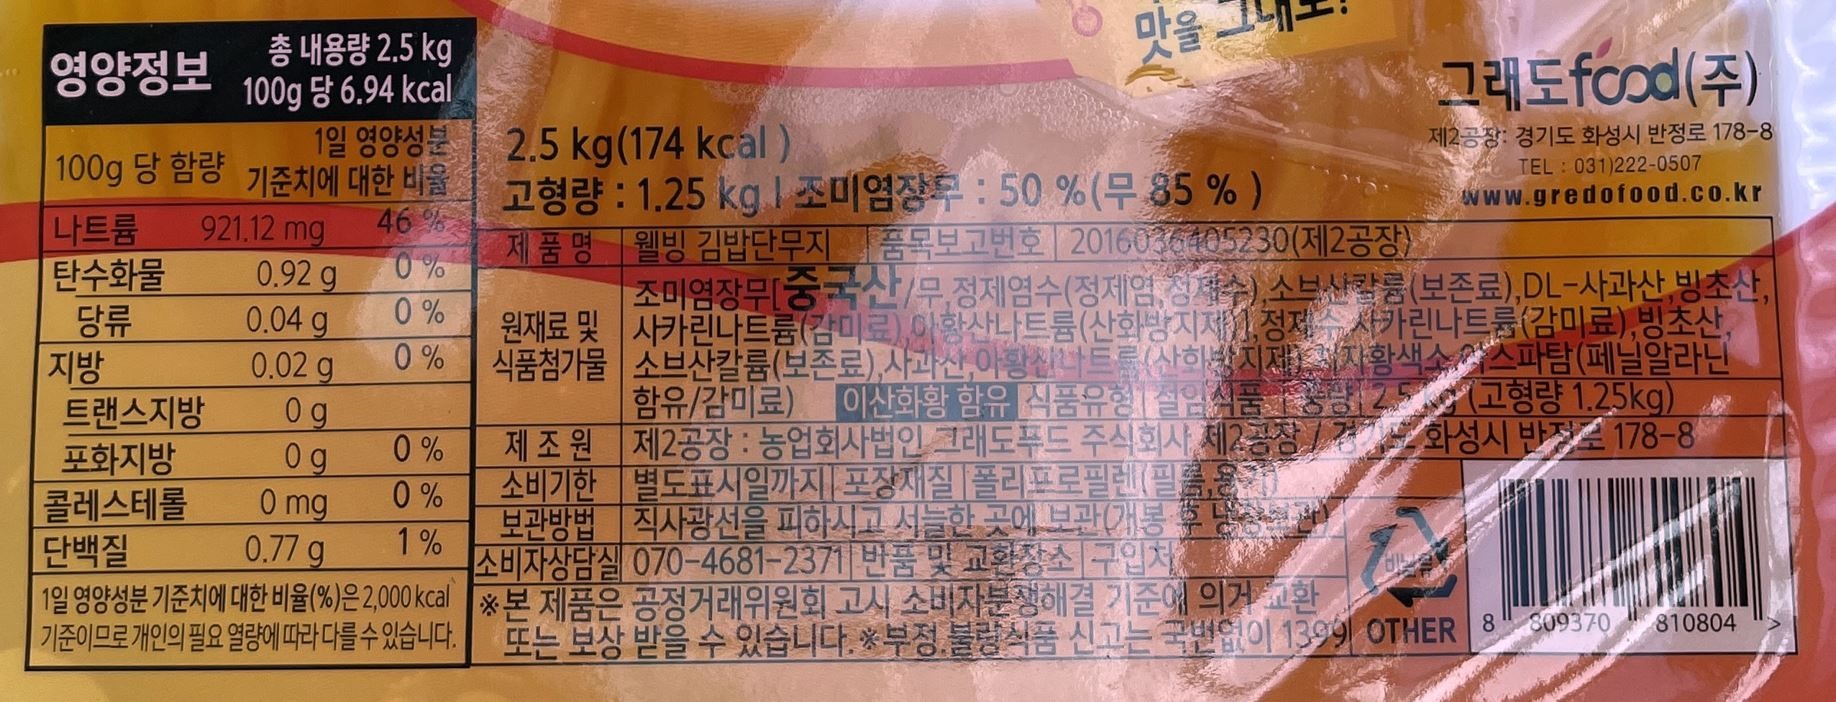 맛을 그대로!
영양정보 총 내용량 2.5 kg
100g 당 6.94 kcal
100g 당 함량 1일 영양성분
기준치에 대한 비율
나트륨 921.12 mg 46 %
탄수화물 0.92 g 0 %
당류 0.04 g 0 %
지방 0.02 g 0 %
트랜스지방 0 g
포화지방 0 g 0 %
콜레스테롤 0 mg 0 %
단백질 0.77 g 1 %
1일 영양성분 기준치에 대한 비율(%)은 2,000 kcal
기준이므로 개인의 필요 열량에 따라 다를 수 있습니다.
2.5 kg(174 kcal )
고형량 : 1.25 kg I 조미염장무 : 50 %(무 85 % )
그래도food(주)
제2공장: 경기도 화성시 반정로 178-8
TEL : 031)222-0507
www.gredofood.co.kr
제 품 명 웰빙 김밥단무지 품목보고번호 2016036405230(제2공장)
원재료 및 식품첨가물
조미염장무[중국산/무,정제염수(정제염,정제수),소브산칼륨(보존료),DL-사과산,빙초산,
사카린나트륨(감미료),아황산나트륨(산화방지제)],정제수,사카린나트륨(감미료),빙초산,
소브산칼륨(보존료),사과산,아황산나트륨(산화방지제),치자황색소,아스파탐(페닐알라닌
함유/감미료) 이산화황 함유 식품유형 절임식품 중량 2.5 kg (고형량 1.25kg)
제 조 원 제2공장 : 농업회사법인 그래도푸드 주식회사 제2공장 / 경기도 화성시 반정로 178-8
소비기한 별도표시일까지 포장재질 폴리프로필렌(필름,용기)
보관방법 직사광선을 피하시고 서늘한 곳에 보관(개봉 후 냉장보관)
소비자상담실 070-4681-2371 반품 및 교환장소 구입처
※본 제품은 공정거래위원회 고시 소비자분쟁해결 기준에 의거 교환
또는 보상 받을 수 있습니다.※부정.불량식품 신고는 국번없이 1399
비닐류
OTHER
8 809370 810804 >